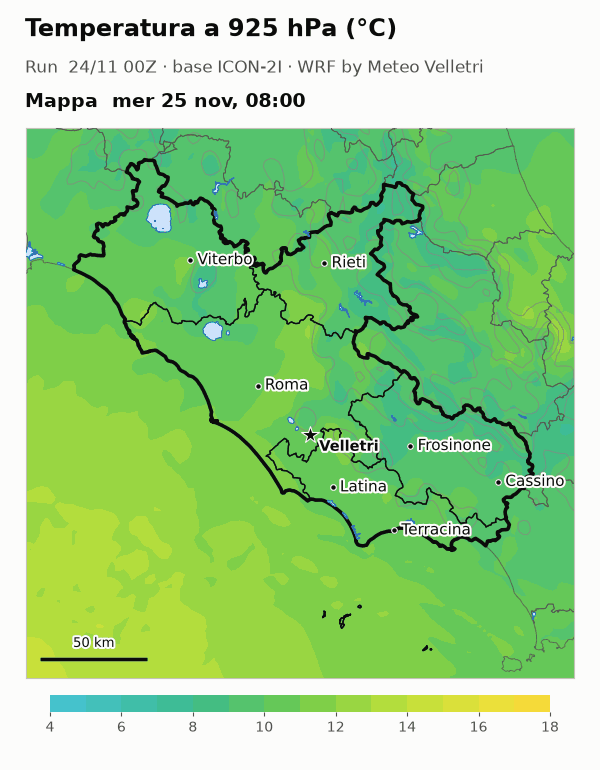 Temperatura a 925 hPa (°C)
Run  24/11 00Z · base ICON-2I · WRF by Meteo Velletri
Mappa  mer 25 nov, 08:00
Viterbo
Rieti
Roma
Velletri
Frosinone
Latina
Cassino
Terracina
50 km
4 6 8 10 12 14 16 18